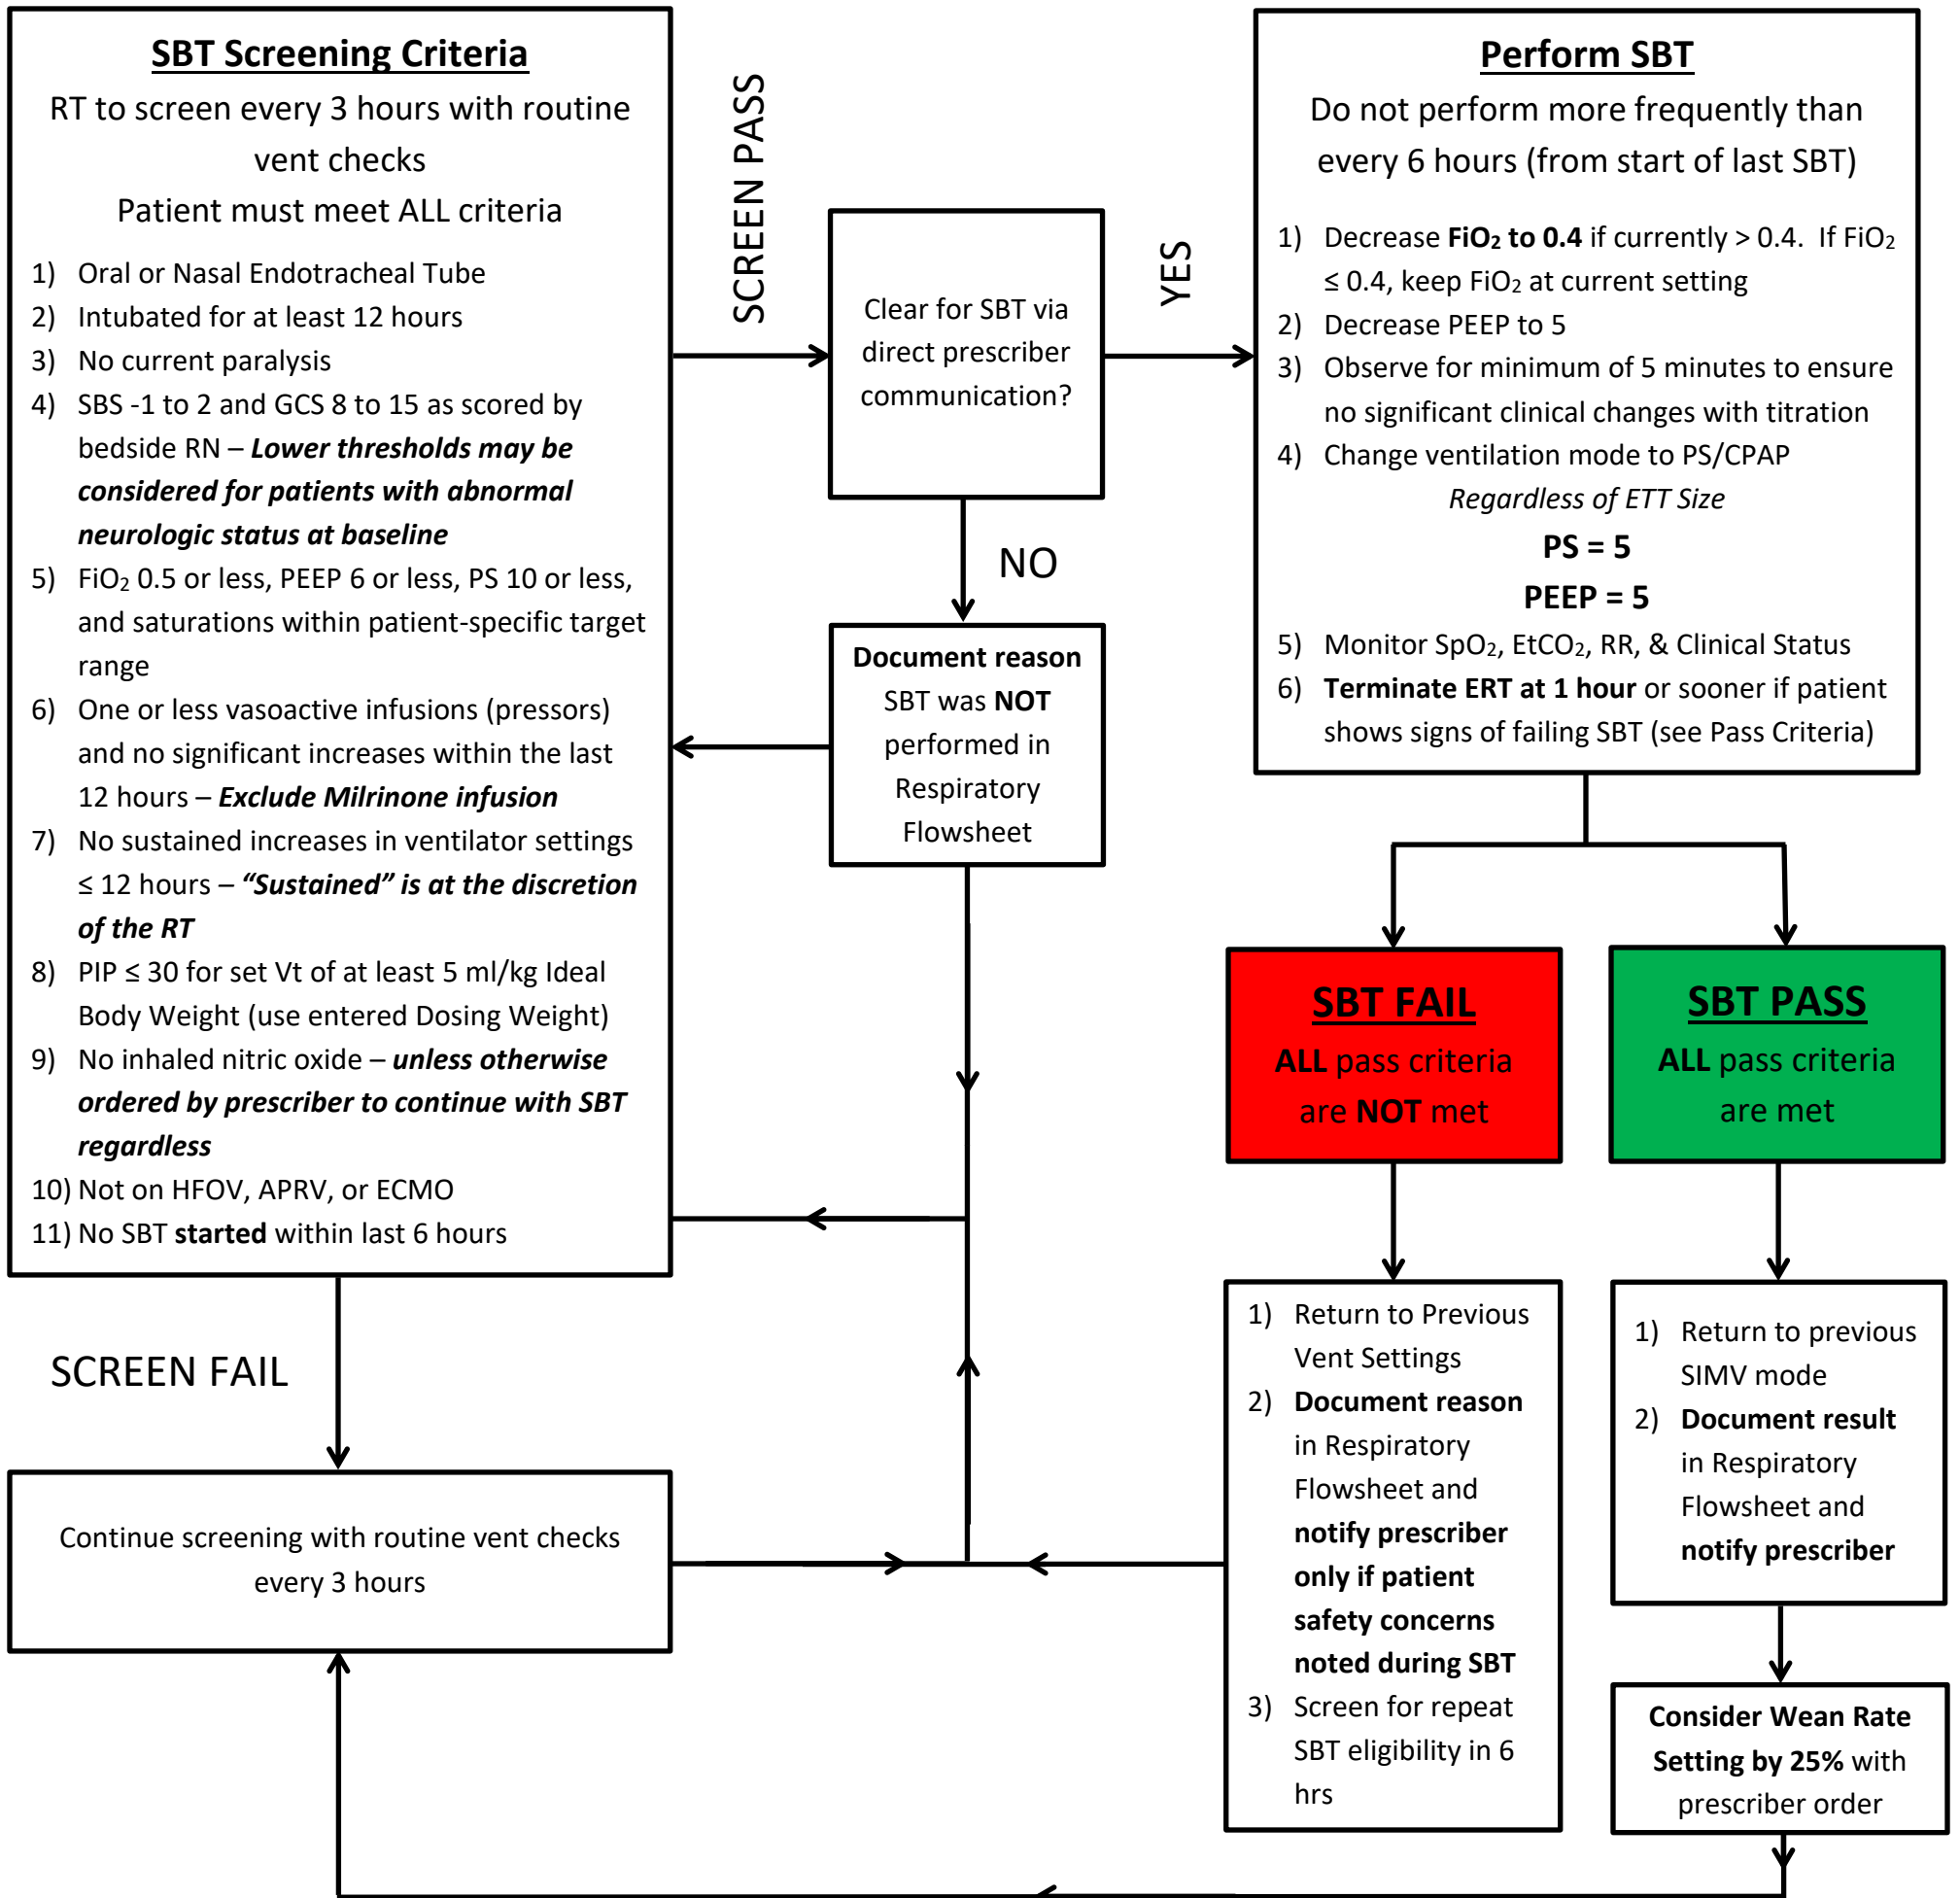 SBT Screening Criteria
RT to screen every 3 hours with routine
vent checks
Patient must meet ALL criteria
1) Oral or Nasal Endotracheal Tube
2) Intubated for at least 12 hours
3) No current paralysis
4) SBS -1 to 2 and GCS 8 to 15 as scored by
bedside RN – Lower thresholds may be
considered for patients with abnormal
neurologic status at baseline
5) FiO₂ 0.5 or less, PEEP 6 or less, PS 10 or less,
and saturations within patient-specific target
range
6) One or less vasoactive infusions (pressors)
and no significant increases within the last
12 hours – Exclude Milrinone infusion
7) No sustained increases in ventilator settings
≤ 12 hours – “Sustained” is at the discretion
of the RT
8) PIP ≤ 30 for set Vt of at least 5 ml/kg Ideal
Body Weight (use entered Dosing Weight)
9) No inhaled nitric oxide – unless otherwise
ordered by prescriber to continue with SBT
regardless
10) Not on HFOV, APRV, or ECMO
11) No SBT started within last 6 hours
SCREEN PASS
Clear for SBT via
direct prescriber
communication?
YES
NO
Document reason
SBT was NOT
performed in
Respiratory
Flowsheet
Perform SBT
Do not perform more frequently than
every 6 hours (from start of last SBT)
1) Decrease FiO₂ to 0.4 if currently > 0.4. If FiO₂
≤ 0.4, keep FiO₂ at current setting
2) Decrease PEEP to 5
3) Observe for minimum of 5 minutes to ensure
no significant clinical changes with titration
4) Change ventilation mode to PS/CPAP
Regardless of ETT Size
PS = 5
PEEP = 5
5) Monitor SpO₂, EtCO₂, RR, & Clinical Status
6) Terminate ERT at 1 hour or sooner if patient
shows signs of failing SBT (see Pass Criteria)
SBT FAIL
ALL pass criteria
are NOT met
SBT PASS
ALL pass criteria
are met
SCREEN FAIL
Continue screening with routine vent checks
every 3 hours
1) Return to Previous
Vent Settings
2) Document reason
in Respiratory
Flowsheet and
notify prescriber
only if patient
safety concerns
noted during SBT
3) Screen for repeat
SBT eligibility in 6
hrs
1) Return to previous
SIMV mode
2) Document result
in Respiratory
Flowsheet and
notify prescriber
Consider Wean Rate
Setting by 25% with
prescriber order